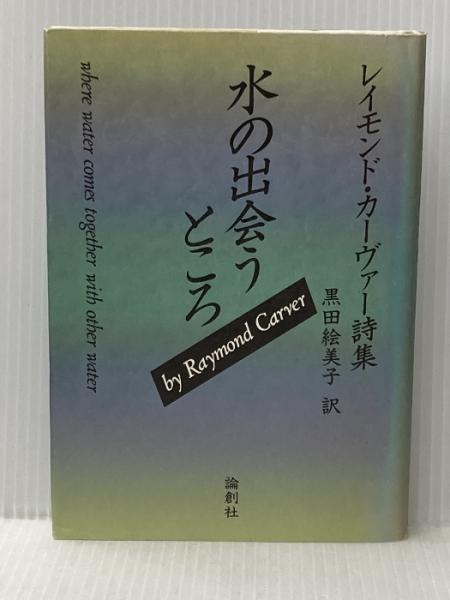 レイモンド・カーヴァー詩集
水の出会う
ところ
by Raymond Carver
黒田絵美子 訳
where water comes together with other water
論創社